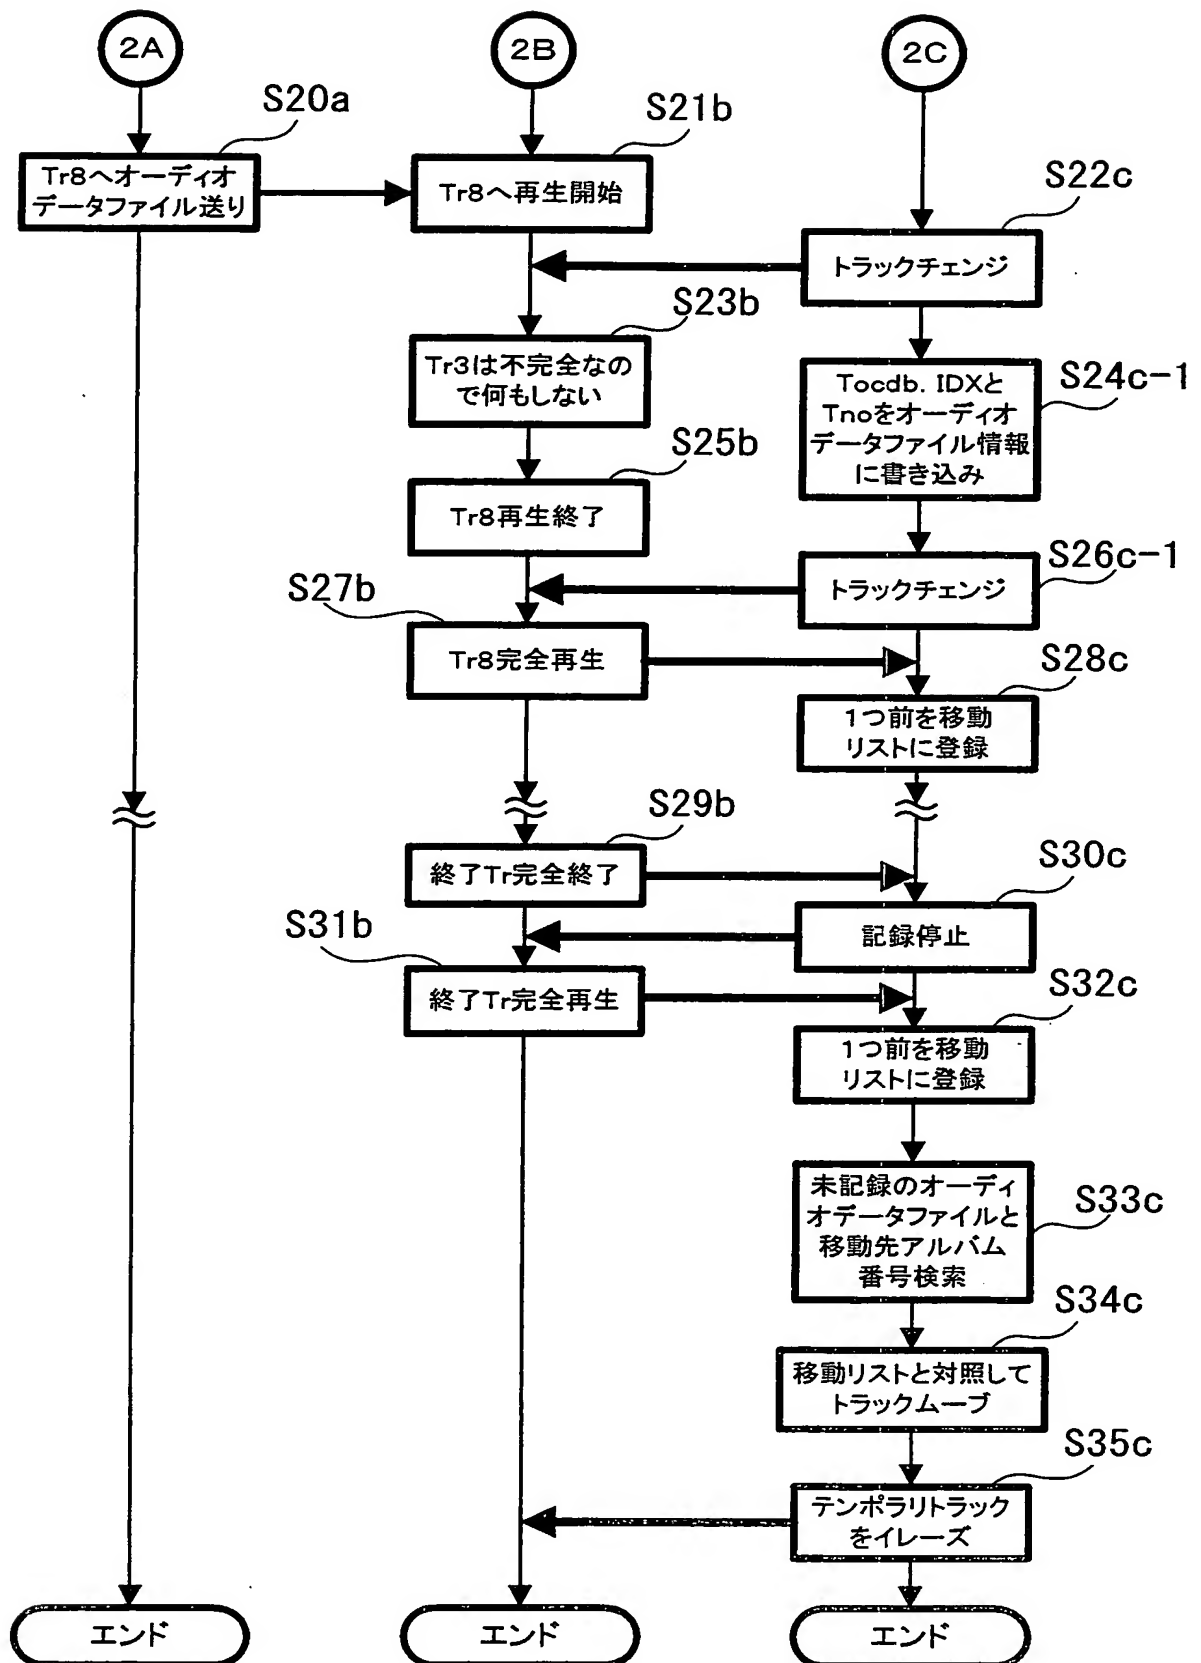 2A
2B
2C
S20a
S21b
Tr8へオーディオ
データファイル送り
Tr8へ再生開始
S22c
トラックチェンジ
S23b
Tr3は不完全なの
で何もしない
S24c-1
Tocdb. IDXと
Tnoをオーディオ
データファイル情報
に書き込み
S25b
Tr8再生終了
S26c-1
トラックチェンジ
S27b
Tr8完全再生
S28c
1つ前を移動
リストに登録
S29b
終了Tr完全終了
S30c
記録停止
S31b
終了Tr完全再生
S32c
1つ前を移動
リストに登録
S33c
未記録のオーディ
オデータファイルと
移動先アルバム
番号検索
S34c
移動リストと対照して
トラックムーブ
S35c
テンポラリトラック
をイレーズ
エンド
エンド
エンド